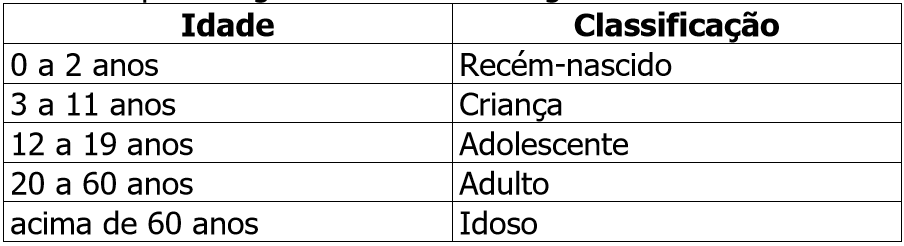 Idade Classificação
0 a 2 anos Recém-nascido
3 a 11 anos Criança
12 a 19 anos Adolescente
20 a 60 anos Adulto
acima de 60 anos Idoso